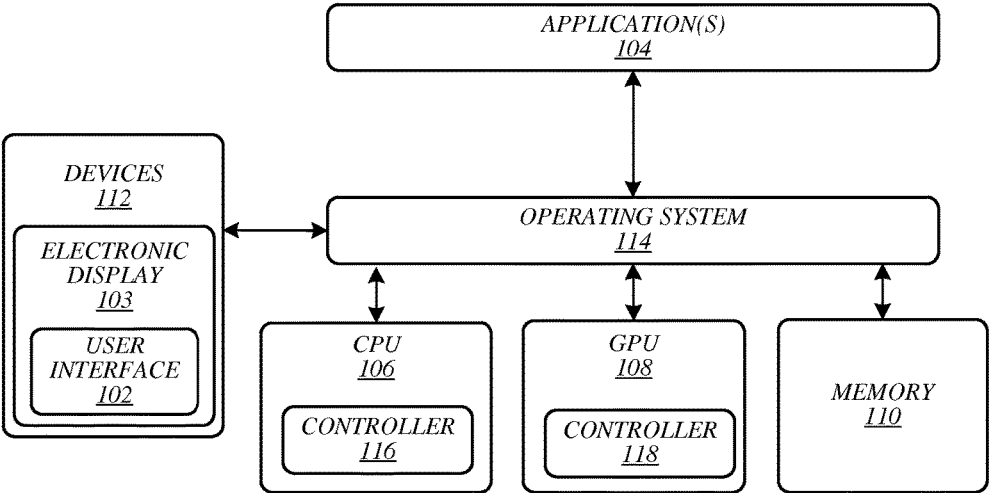 APPLICATION(S)
104
DEVICES
112
OPERATING SYSTEM
114
ELECTRONIC
DISPLAY
103
USER
INTERFACE
102
CPU
106
CONTROLLER
116
GPU
108
CONTROLLER
118
MEMORY
110